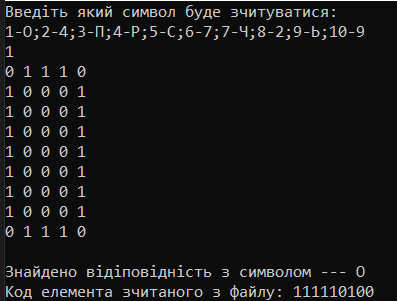 Введіть який символ буде зчитуватися:
1-О;2-4;3-П;4-Р;5-С;6-7;7-Ч;8-2;9-Ь;10-9
1
0 1 1 1 0
1 0 0 0 1
1 0 0 0 1
1 0 0 0 1
1 0 0 0 1
1 0 0 0 1
1 0 0 0 1
1 0 0 0 1
0 1 1 1 0
Знайдено відіповідність з символом --- О
Код елемента зчитаного з файлу: 111110100